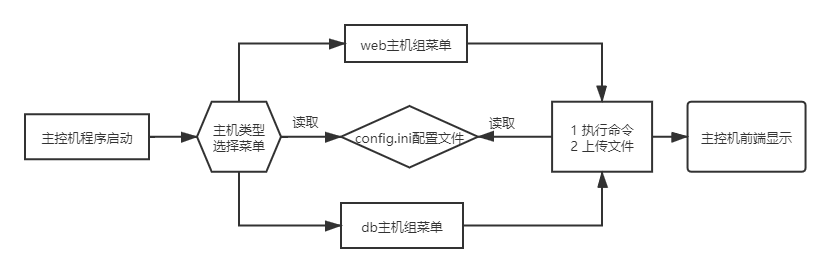 web主机组菜单
主控机程序启动
主机类型
选择菜单
读取
config.ini配置文件
读取
1 执行命令
2 上传文件
主控机前端显示
db主机组菜单